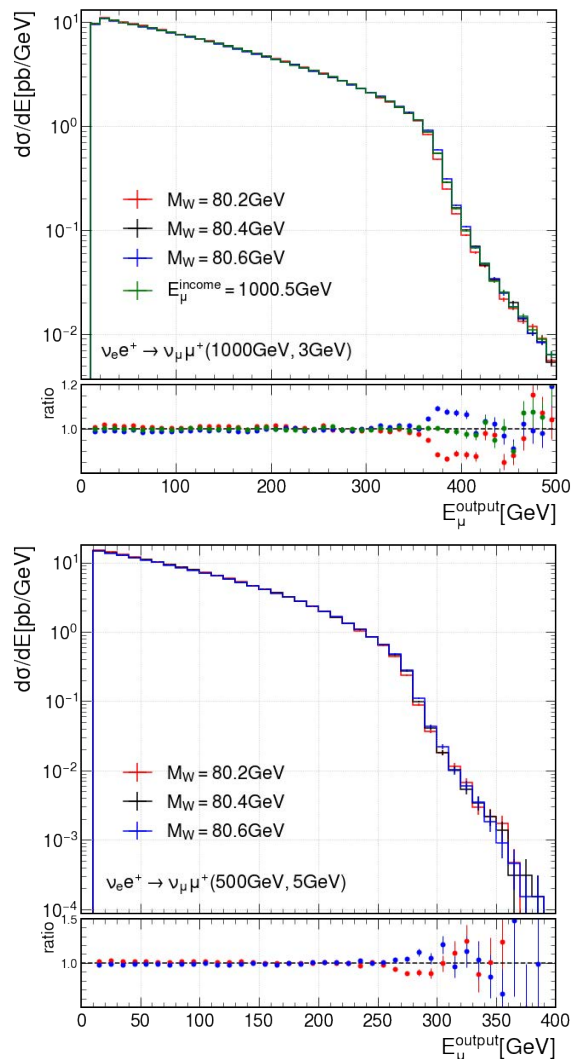 dσ/dE[pb/GeV]
10¹
10⁰
10⁻¹
10⁻²
M_W = 80.2GeV
M_W = 80.4GeV
M_W = 80.6GeV
E_μ^income = 1000.5GeV
ν_e e⁺ → ν_μ μ⁺(1000GeV, 3GeV)
ratio
1.2
1.0
0 100 200 300 400 500
E_μ^output[GeV]
dσ/dE[pb/GeV]
10¹
10⁰
10⁻¹
10⁻²
10⁻³
10⁻⁴
M_W = 80.2GeV
M_W = 80.4GeV
M_W = 80.6GeV
ν_e e⁺ → ν_μ μ⁺(500GeV, 5GeV)
ratio
1.5
1.0
0 50 100 150 200 250 300 350 400
E_μ^output[GeV]